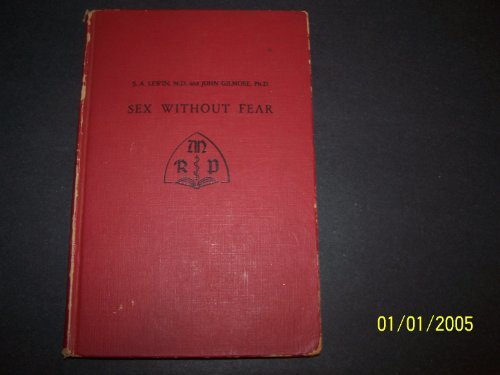 S. A. LEWIN, M.D. and JOHN GILMORE, Ph.D.
SEX WITHOUT FEAR
M
R P
01/01/2005